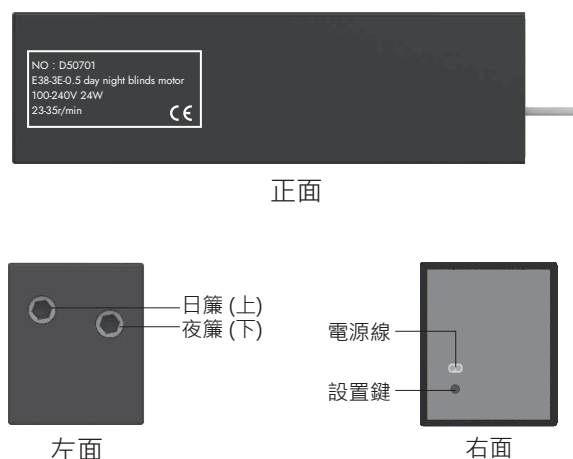 NO : D50701
E38-3E-0.5 day night blinds motor
100-240V 24W
23-35r/min
CE
正面
日簾 (上)
夜簾 (下)
左面
電源線
設置鍵
右面